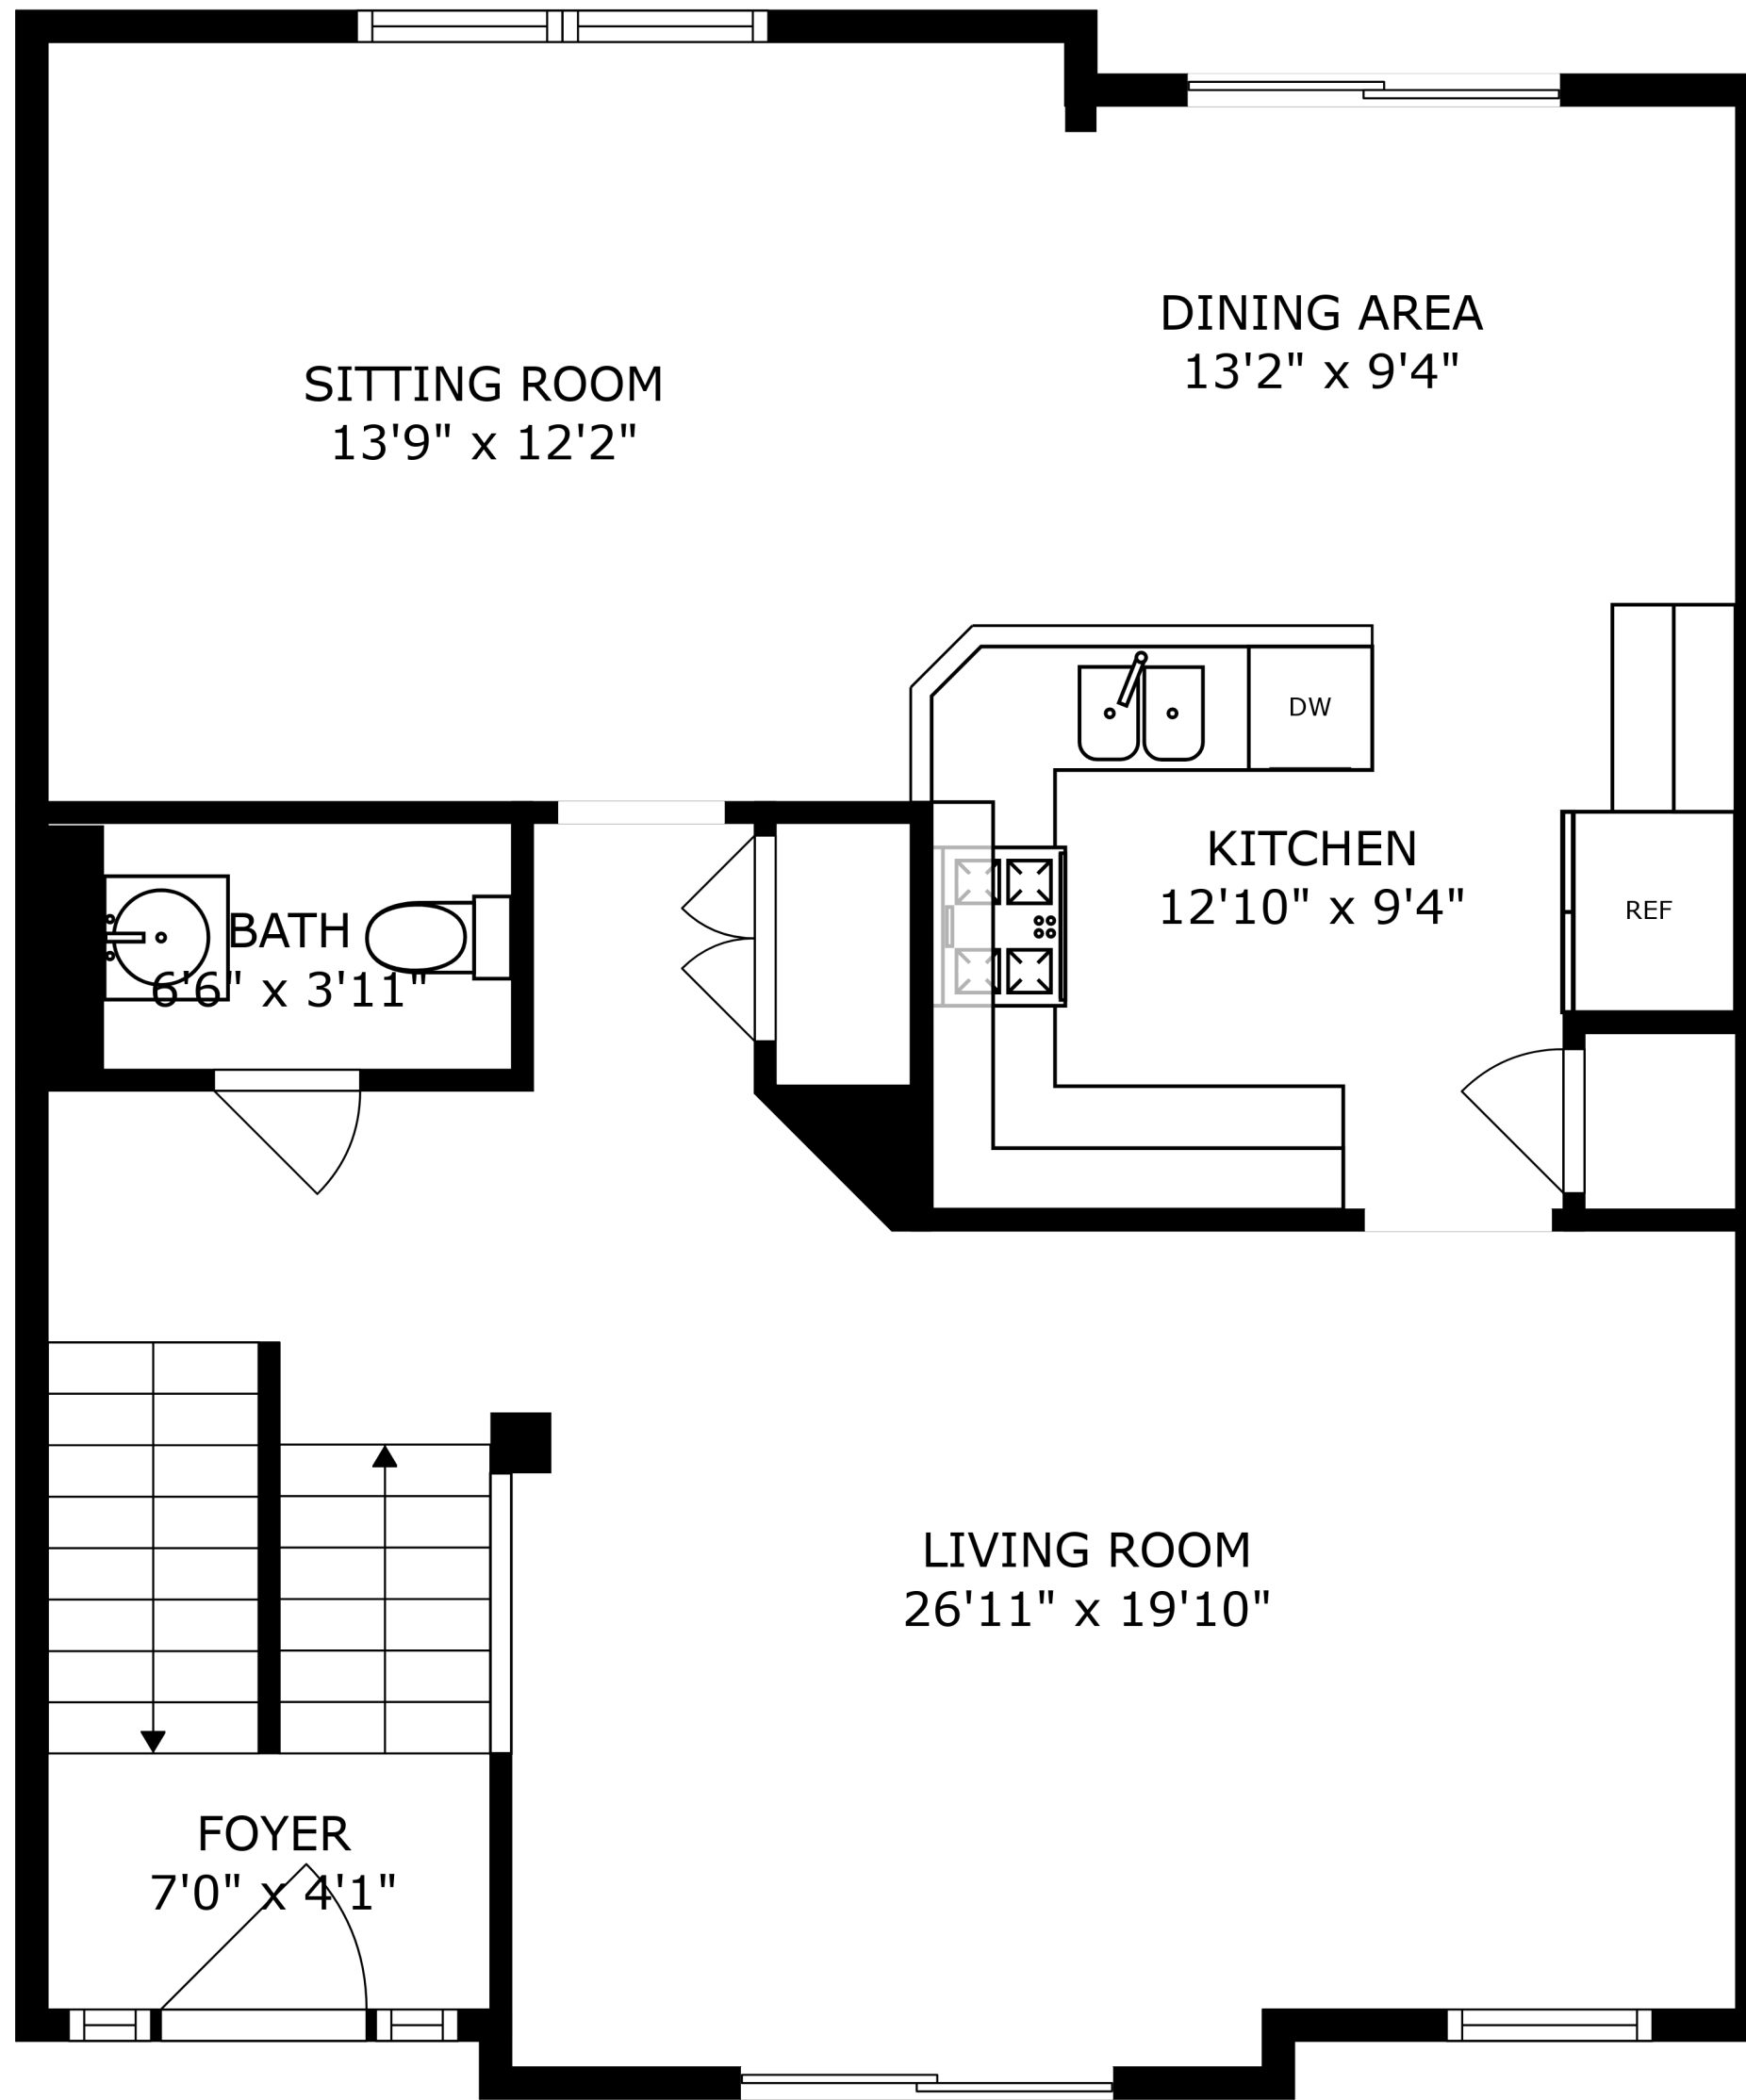 DINING AREA
13'2" x 9'4"
SITTING ROOM
13'9" x 12'2"
DW
KITCHEN
12'10" x 9'4"
REF
BATH
6'6" x 3'11"
LIVING ROOM
26'11" x 19'10"
FOYER
7'0" x 4'1"